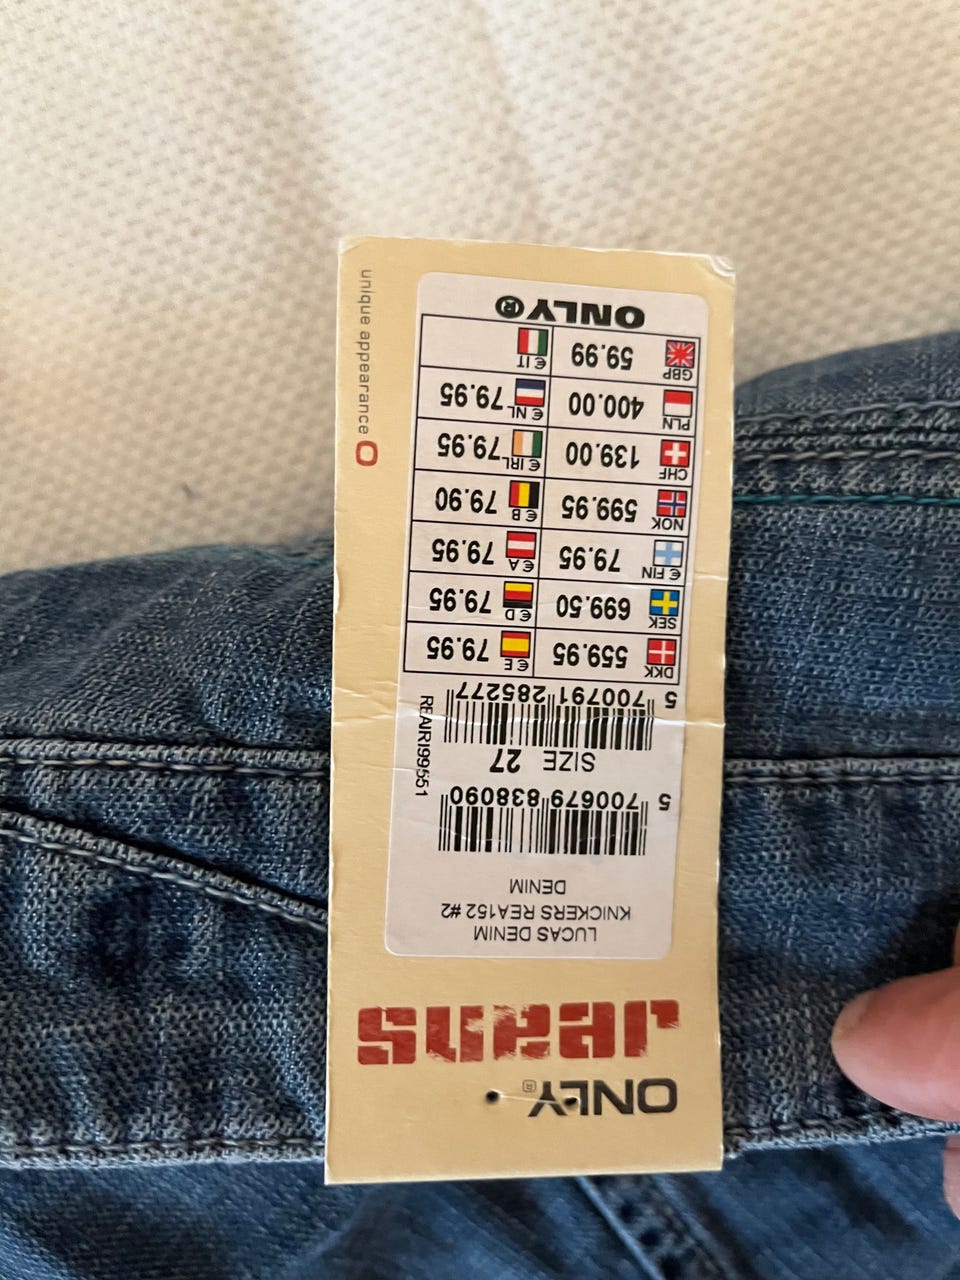 ONLY®
Jeans
LUCAS DENIM
KNICKERS REA152 #2
DENIM
5 700679 838090
SIZE 27
5 700791 285277
REAIR199551
DKK 559.95 € E 79.95
SEK 699.50 € D 79.95
€ FIN 79.95 € A 79.95
NOK 599.95 € B 79.90
CHF 139.00 € IRL 79.95
PLN 400.00 € NL 79.95
GBP 59.99 € IT
ONLY®
unique appearance